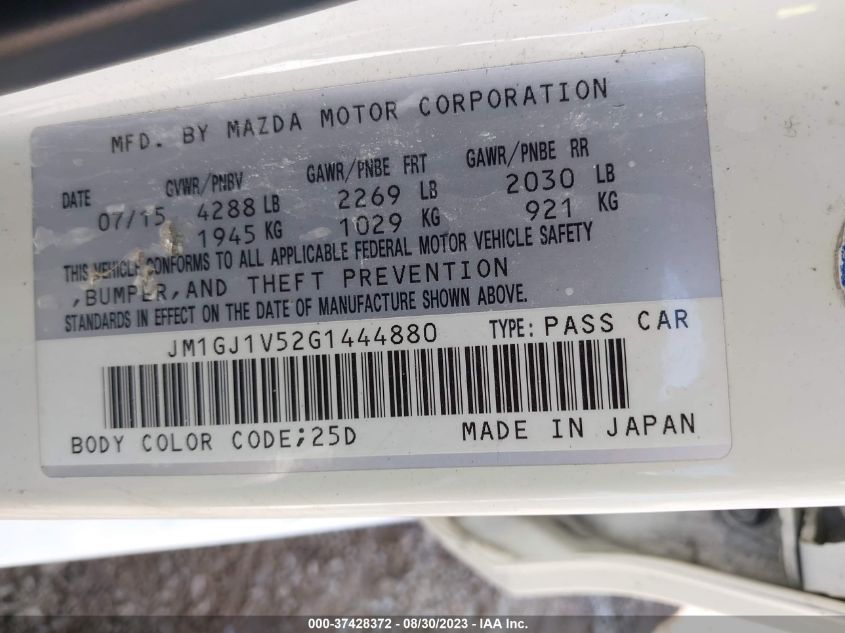 MFD. BY MAZDA MOTOR CORPORATION
DATE GVWR/PNBV GAWR/PNBE FRT GAWR/PNBE RR
07/15 4288 LB 2269 LB 2030 LB
1945 KG 1029 KG 921 KG
THIS VEHICLE CONFORMS TO ALL APPLICABLE FEDERAL MOTOR VEHICLE SAFETY
,BUMPER,AND THEFT PREVENTION
STANDARDS IN EFFECT ON THE DATE OF MANUFACTURE SHOWN ABOVE.
JM1GJ1V52G1444880 TYPE: PASS CAR
BODY COLOR CODE;25D MADE IN JAPAN
000-37428372 - 08/30/2023 - IAA Inc.